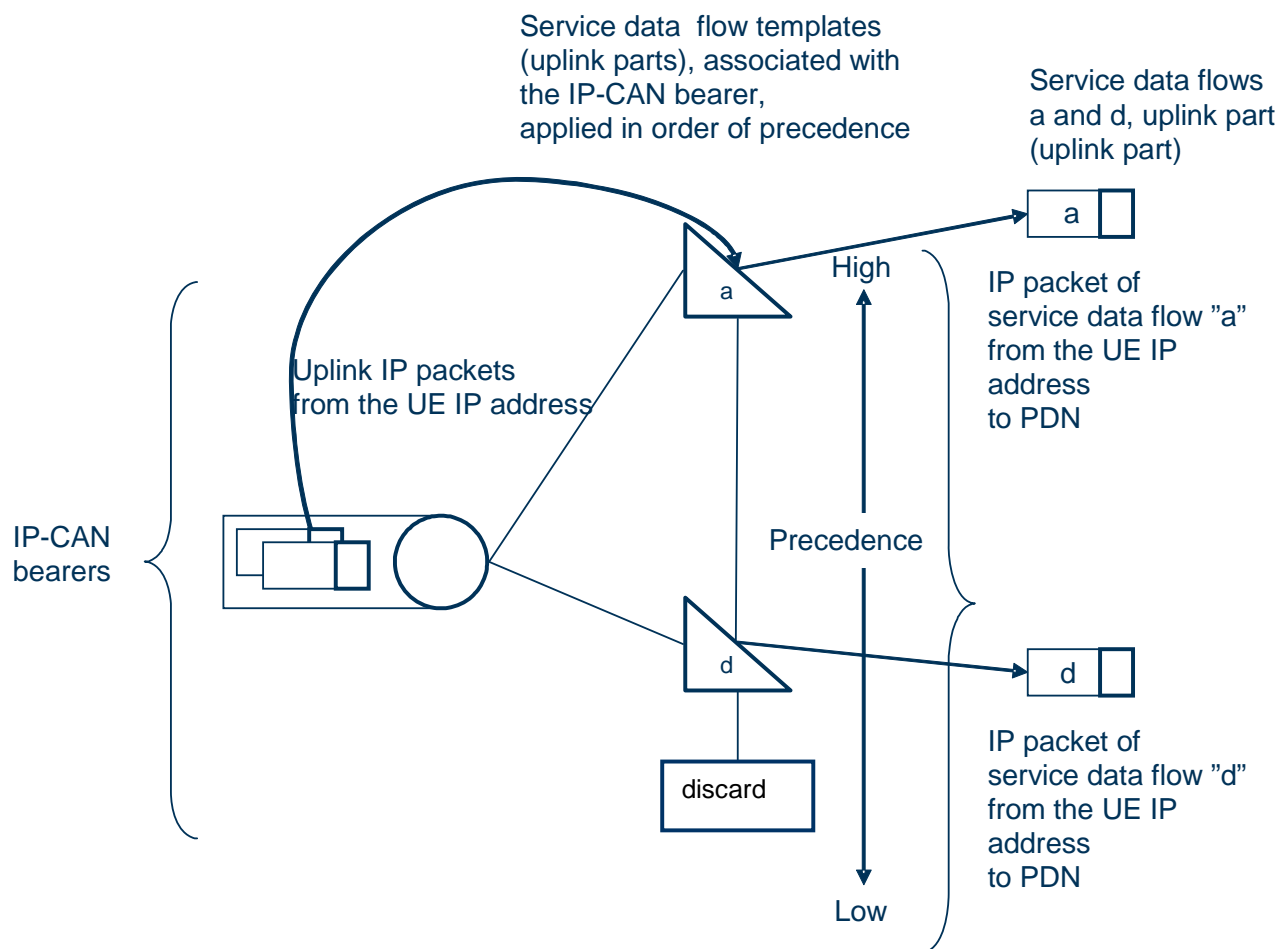 Service data flow templates
(uplink parts), associated with
the IP-CAN bearer,
applied in order of precedence
Service data flows
a and d, uplink part
(uplink part)
a
a
High
IP packet of
service data flow ”a”
from the UE IP
address
to PDN
Uplink IP packets
from the UE IP address
IP-CAN
bearers
Precedence
d
d
discard
IP packet of
service data flow ”d”
from the UE IP
address
to PDN
Low